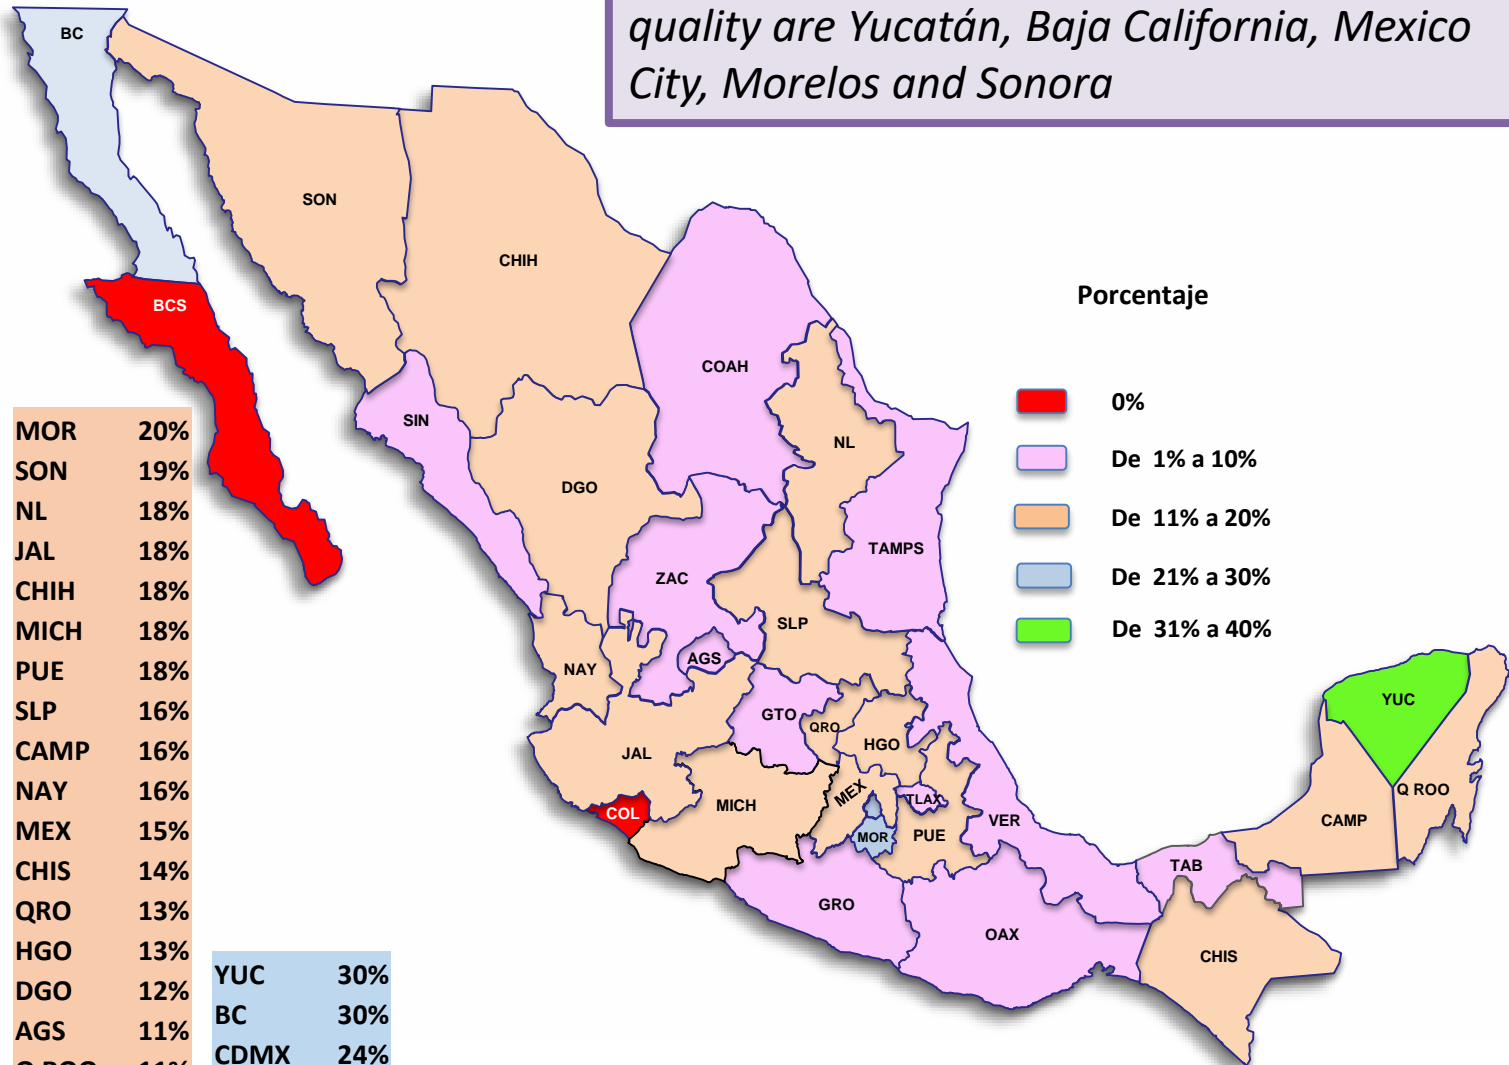 quality are Yucatán, Baja California, Mexico
City, Morelos and Sonora
BC
SON
CHIH
BCS
COAH
SIN
NL
DGO
TAMPS
ZAC
SLP
AGS
NAY
GTO
QRO
HGO
JAL
MEX
TLAX
MICH
COL
MOR
PUE
VER
GRO
OAX
TAB
CHIS
CAMP
YUC
Q ROO
Porcentaje
0%
De 1% a 10%
De 11% a 20%
De 21% a 30%
De 31% a 40%
MOR 20%
SON 19%
NL 18%
JAL 18%
CHIH 18%
MICH 18%
PUE 18%
SLP 16%
CAMP 16%
NAY 16%
MEX 15%
CHIS 14%
QRO 13%
HGO 13%
DGO 12%
AGS 11%
Q ROO 11%
YUC 30%
BC 30%
CDMX 24%